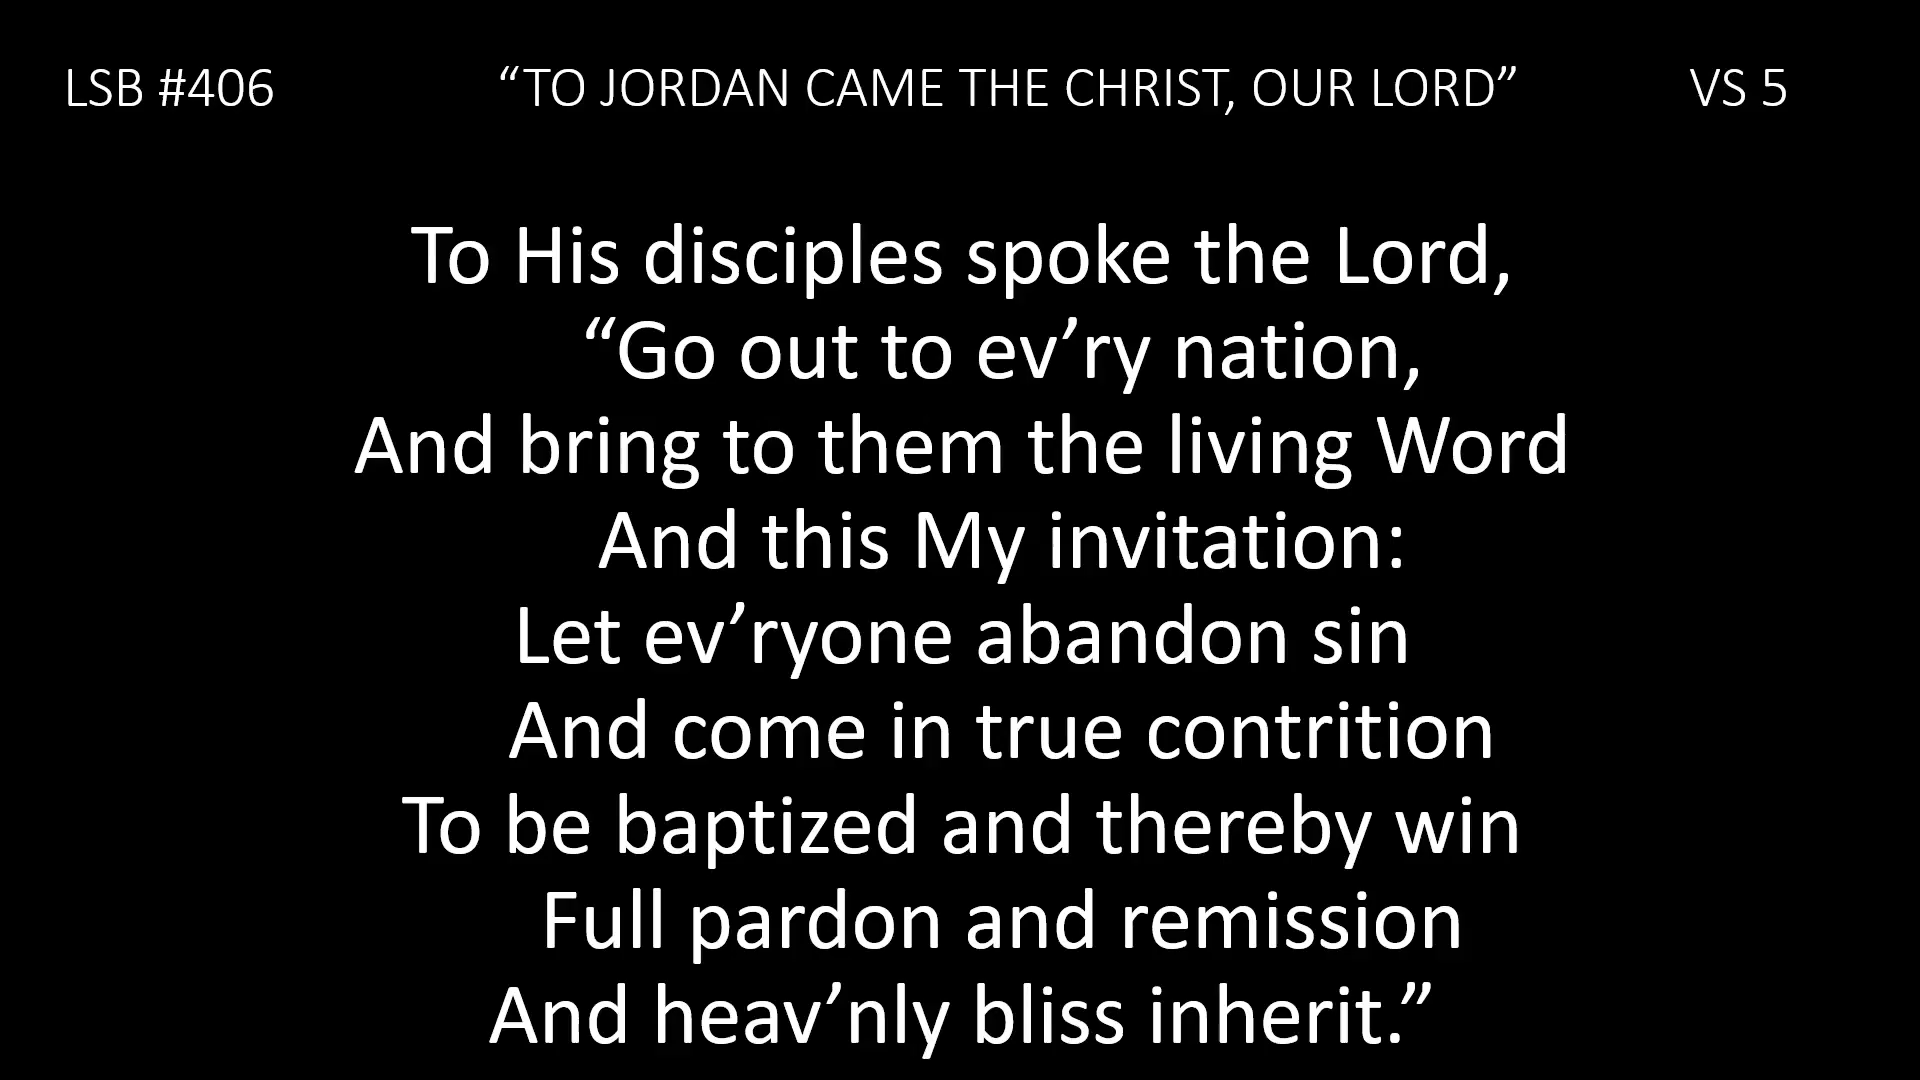 LSB #406 “TO JORDAN CAME THE CHRIST, OUR LORD” VS 5
To His disciples spoke the Lord,
“Go out to ev’ry nation,
And bring to them the living Word
And this My invitation:
Let ev’ryone abandon sin
And come in true contrition
To be baptized and thereby win
Full pardon and remission
And heav’nly bliss inherit.”